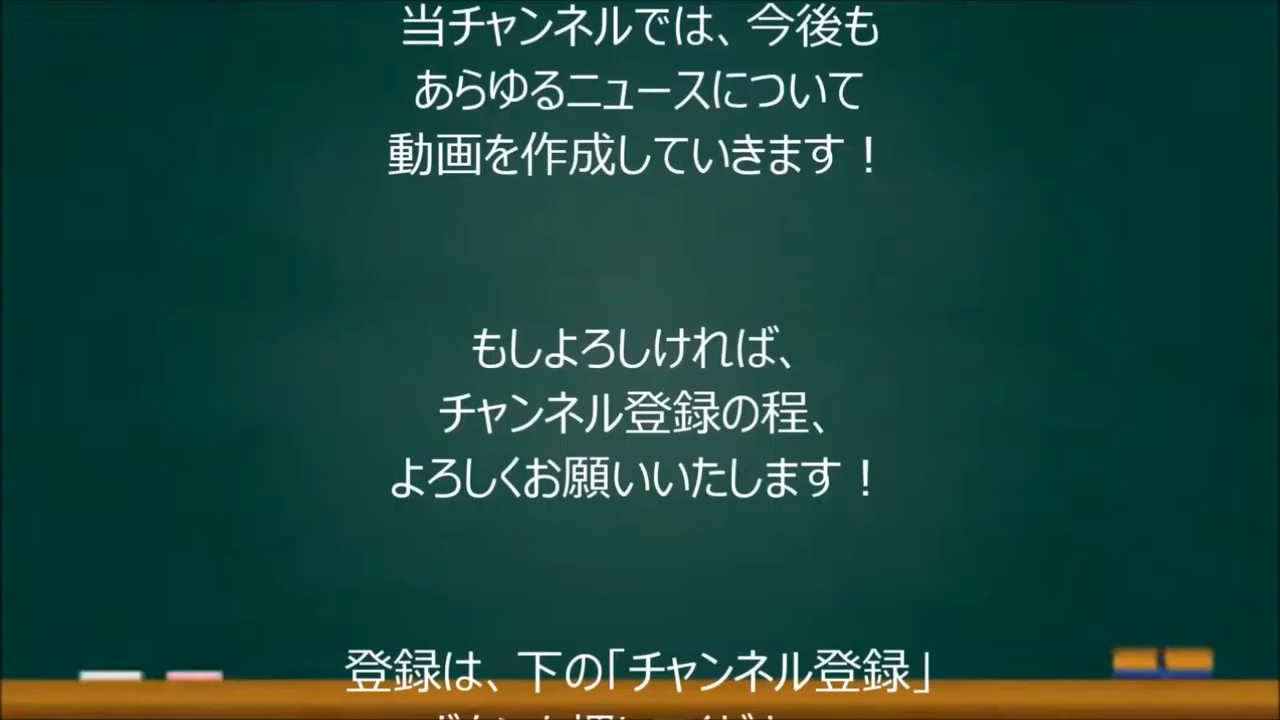 当チャンネルでは、今後も
あらゆるニュースについて
動画を作成していきます！
もしよろしければ、
チャンネル登録の程、
よろしくお願いいたします！
登録は、下の「チャンネル登録」